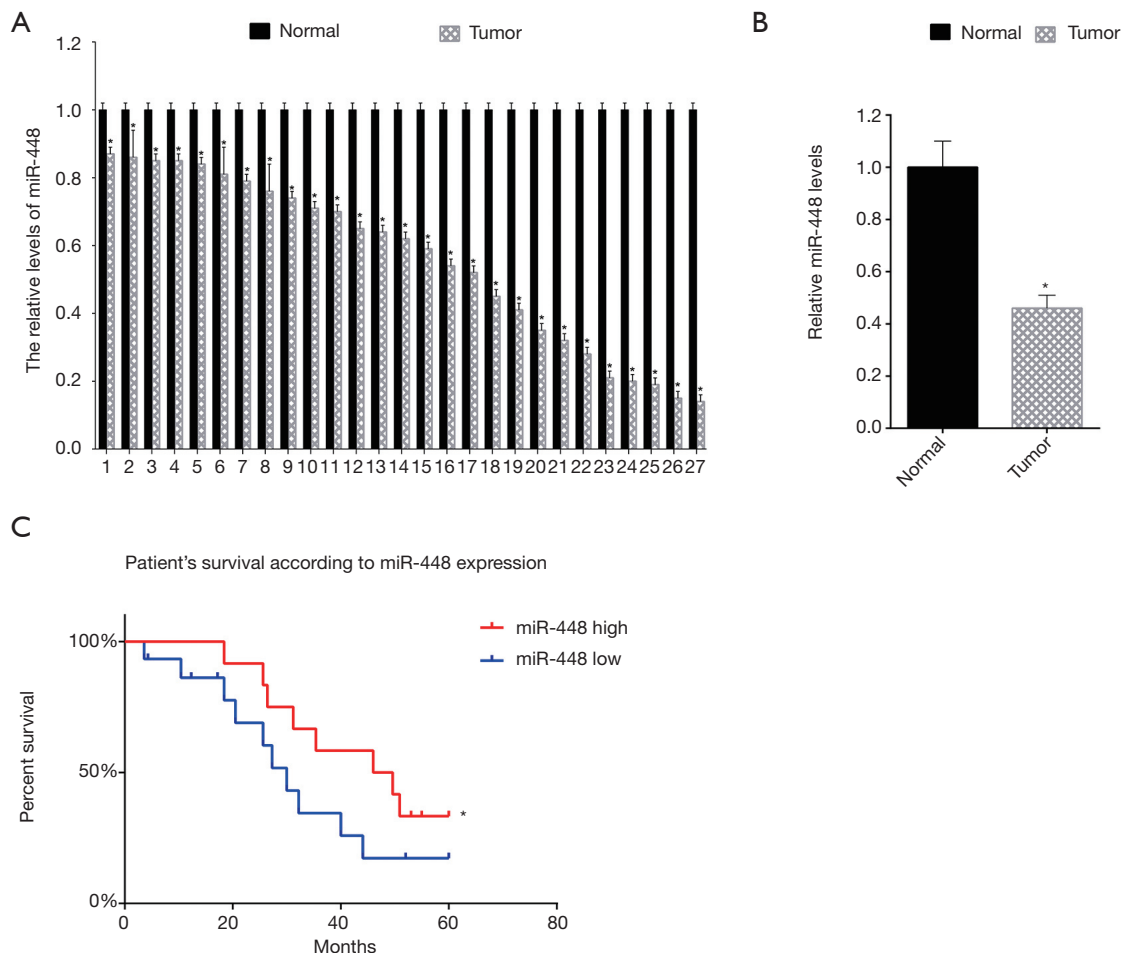 A
Normal Tumor
The relative levels of miR-448
1.2
1.0
0.8
0.6
0.4
0.2
0.0
* * * * * * * * * * * * * * * * * * * * * * * * * * *
1 2 3 4 5 6 7 8 9 10 11 12 13 14 15 16 17 18 19 20 21 22 23 24 25 26 27
B
Normal Tumor
Relative miR-448 levels
1.2
1.0
0.8
0.6
0.4
0.2
0.0
*
Normal Tumor
C
Patient's survival according to miR-448 expression
miR-448 high
miR-448 low
Percent survival
100%
50%
0%
*
0 20 40 60 80
Months